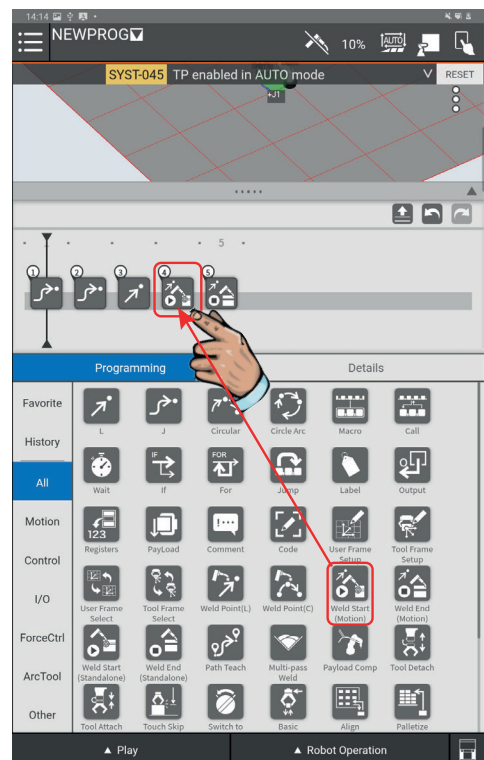 14:14
NEWPROG
10%
AUTO
SYST-045 TP enabled in AUTO mode
RESET
+J1
5
1 2 3 4 5
Programming
Details
Favorite
History
All
Motion
Control
I/O
ForceCtrl
ArcTool
Other
L
J
Circular
Circle Arc
Macro
Call
Wait
IF
If
FOR
For
Jump
Label
Output
123
Registers
PayLoad
Comment
Code
User Frame
Setup
Tool Frame
Setup
User Frame
Select
Tool Frame
Select
Weld Point(L)
Weld Point(C)
Weld Start
(Motion)
Weld End
(Motion)
Weld Start
(Standalone)
Weld End
(Standalone)
Path Teach
Multi-pass
Weld
Payload Comp
Tool Detach
Tool Attach
Touch Skip
Switch to
Basic
Align
Palletize
Play
Robot Operation